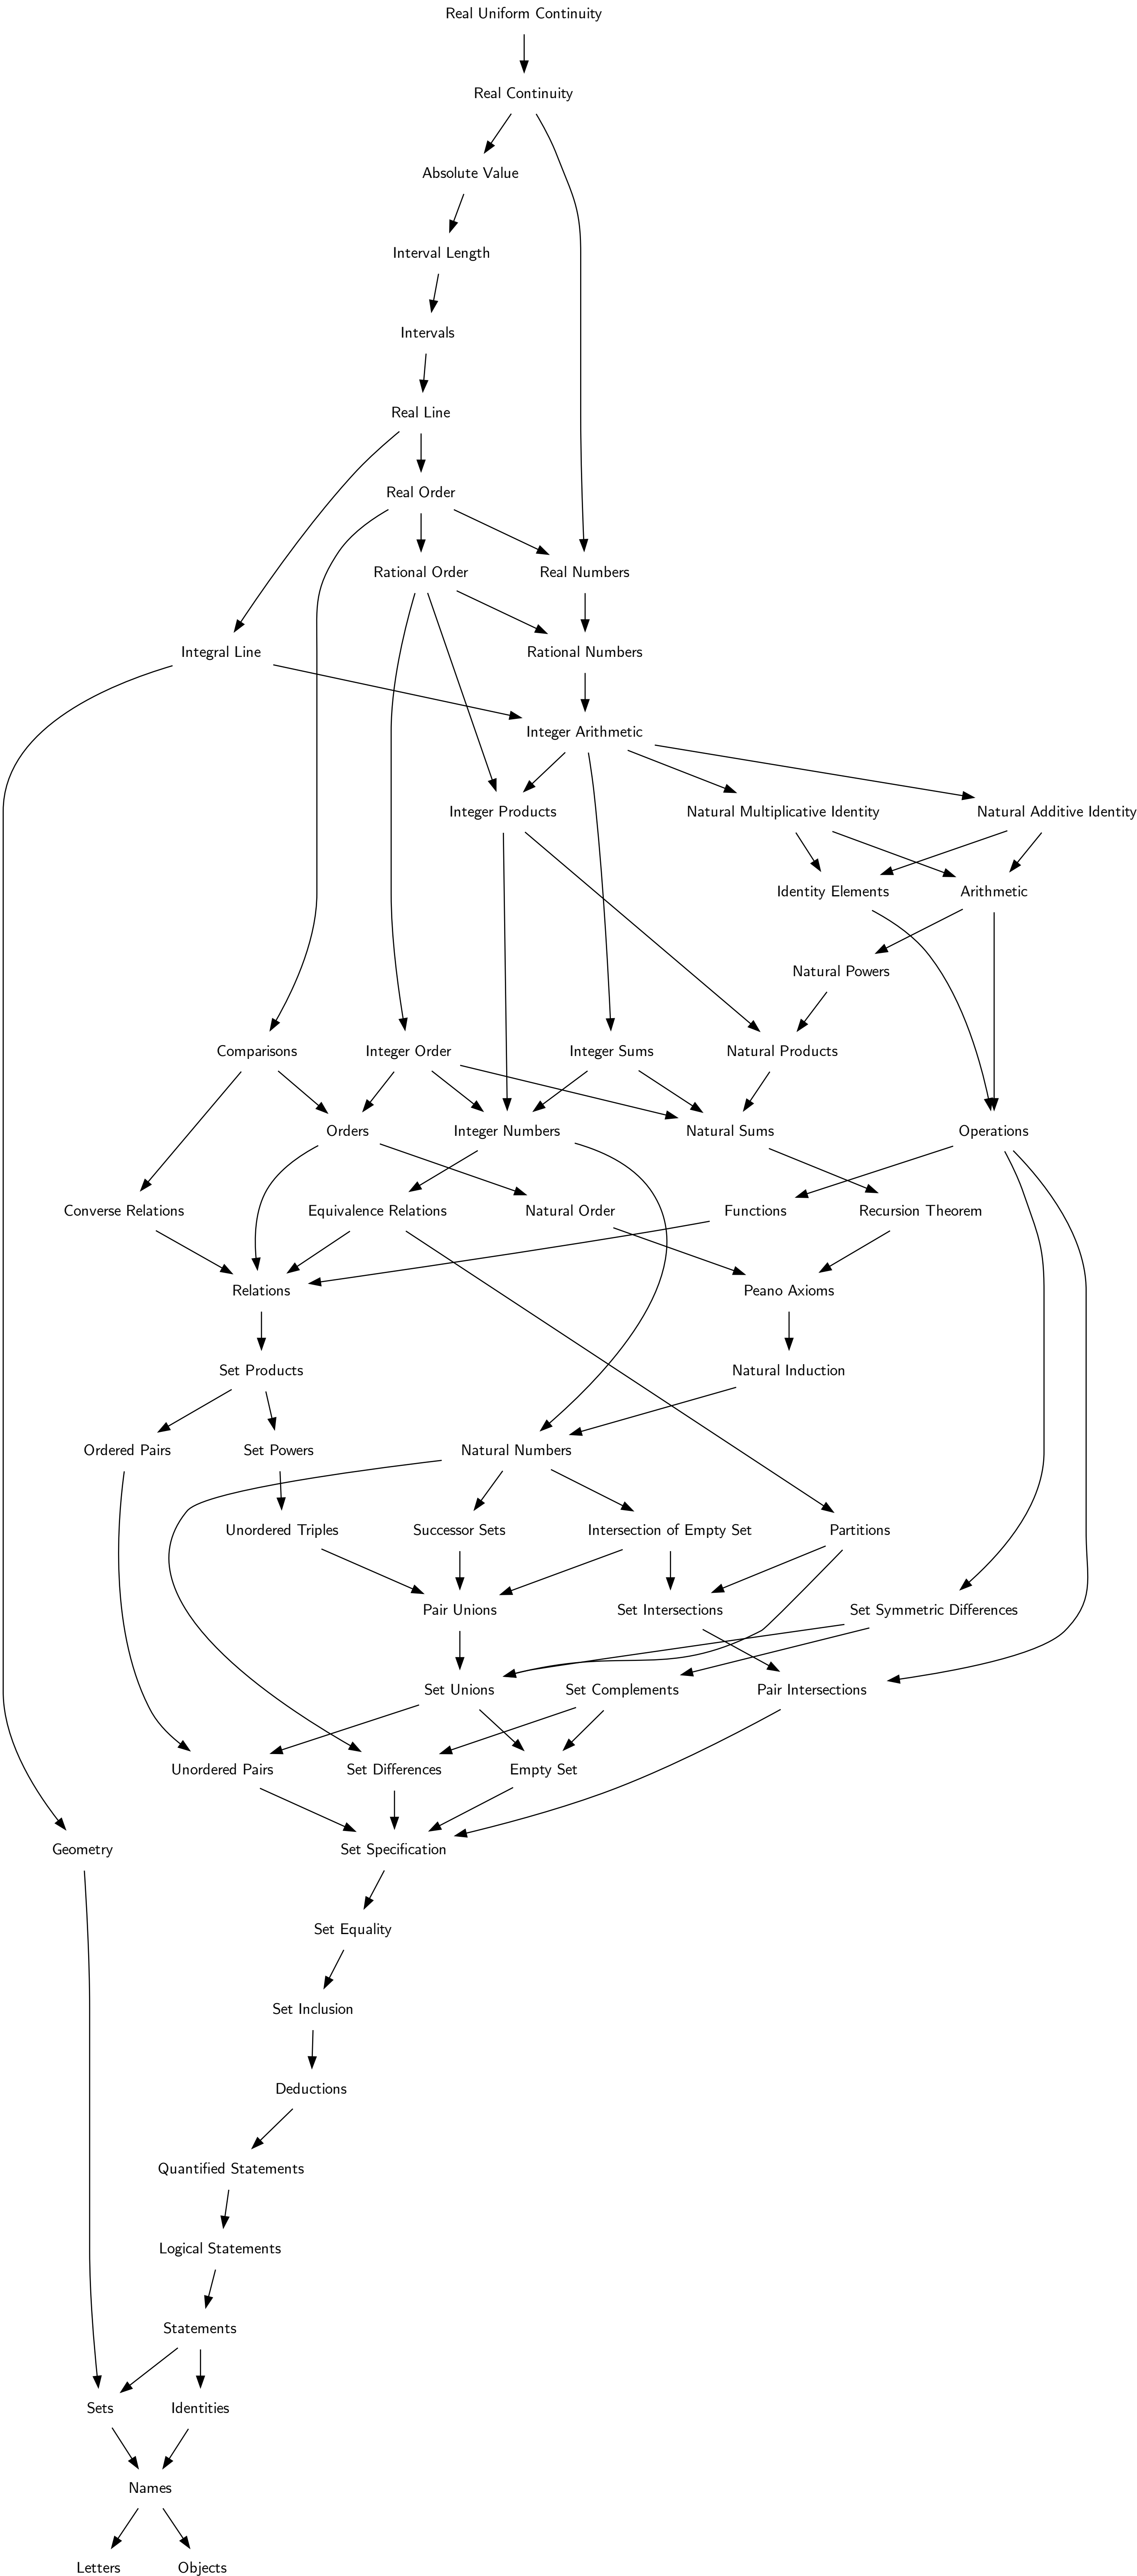 Real Uniform Continuity
Real Continuity
Absolute Value
Interval Length
Intervals
Real Line
Real Order
Rational Order
Real Numbers
Integral Line
Rational Numbers
Integer Arithmetic
Integer Products
Natural Multiplicative Identity
Natural Additive Identity
Identity Elements
Arithmetic
Natural Powers
Comparisons
Integer Order
Integer Sums
Natural Products
Orders
Integer Numbers
Natural Sums
Operations
Converse Relations
Equivalence Relations
Natural Order
Functions
Recursion Theorem
Relations
Peano Axioms
Set Products
Natural Induction
Ordered Pairs
Set Powers
Natural Numbers
Unordered Triples
Successor Sets
Intersection of Empty Set
Partitions
Pair Unions
Set Intersections
Set Symmetric Differences
Set Unions
Set Complements
Pair Intersections
Unordered Pairs
Set Differences
Empty Set
Geometry
Set Specification
Set Equality
Set Inclusion
Deductions
Quantified Statements
Logical Statements
Statements
Sets
Identities
Names
Letters
Objects